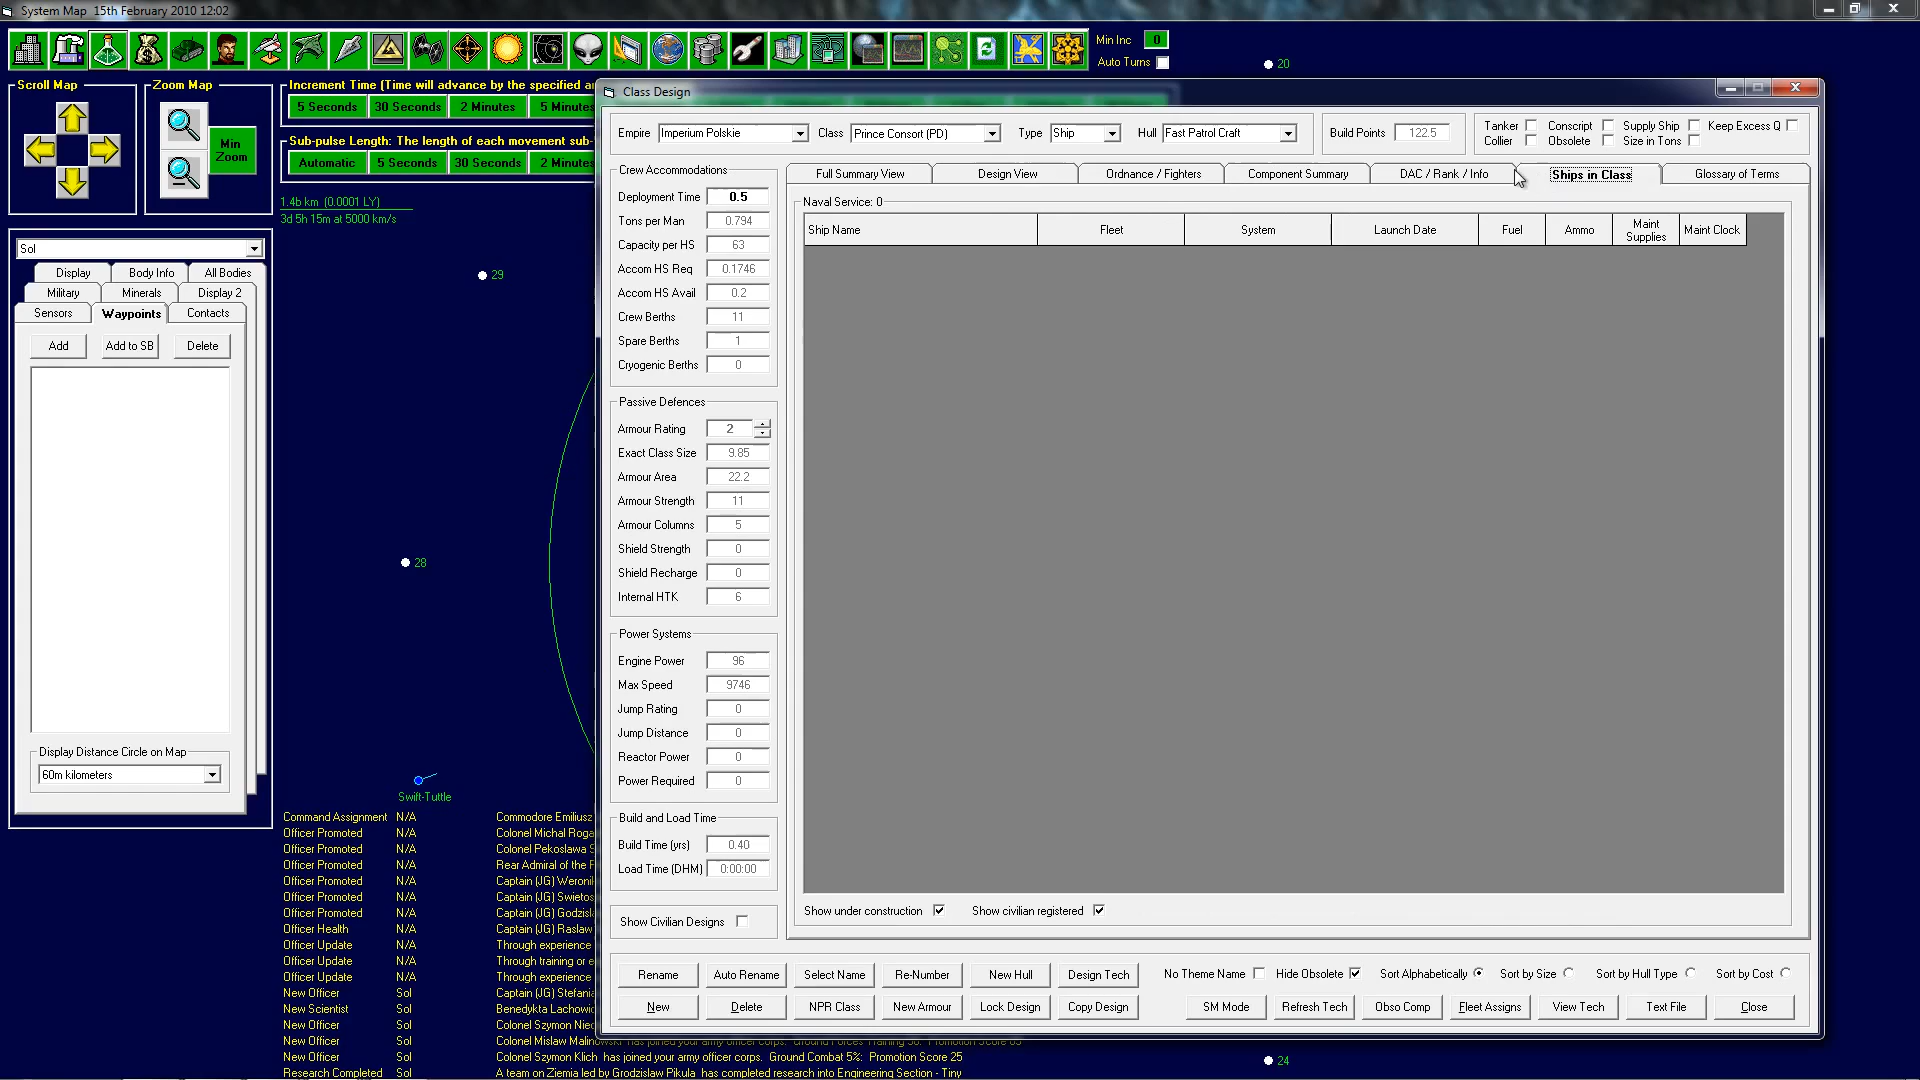 System Map 15th February 2010 12:02
Min Inc 0
Auto Turns
20
Scroll Map
Zoom Map
Min Zoom
Increment Time (Time will advance by the specified a
5 Seconds 30 Seconds 2 Minutes 5 Minute
Sub-pulse Length: The length of each movement sub-
Automatic 5 Seconds 30 Seconds 2 Minute
1.4b km (0.0001 LY)
3d 5h 15m at 5000 km/s
Sol
Display Body Info All Bodies
Military Minerals Display 2
Sensors Waypoints Contacts
Add Add to SB Delete
Display Distance Circle on Map
60m kilometers
29
28
Swift-Tuttle
Class Design
Empire Imperium Polskie Class Prince Consort (PD) Type Ship Hull Fast Patrol Craft Build Points 122.5
Tanker Conscript Supply Ship Keep Excess Q
Collier Obsolete Size in Tons
Full Summary View Design View Ordnance / Fighters Component Summary DAC / Rank / Info Ships in Class Glossary of Terms
Crew Accommodations
Deployment Time 0.5
Tons per Man 0.794
Capacity per HS 63
Accom HS Req 0.1746
Accom HS Avail 0.2
Crew Berths 11
Spare Berths 1
Cryogenic Berths 0
Passive Defences
Armour Rating 2
Exact Class Size 9.85
Armour Area 22.2
Armour Strength 11
Armour Columns 5
Shield Strength 0
Shield Recharge 0
Internal HTK 6
Power Systems
Engine Power 96
Max Speed 9746
Jump Rating 0
Jump Distance 0
Reactor Power 0
Power Required 0
Build and Load Time
Build Time (yrs) 0.40
Load Time (DHM) 0:00:00
Show Civilian Designs
Naval Service: 0
Ship Name Fleet System Launch Date Fuel Ammo Maint Supplies Maint Clock
Show under construction Show civilian registered
Rename Auto Rename Select Name Re-Number New Hull Design Tech No Theme Name Hide Obsolete Sort Alphabetically Sort by Size Sort by Hull Type Sort by Cost
New Delete NPR Class New Armour Lock Design Copy Design SM Mode Refresh Tech Obso Comp Fleet Assigns View Tech Text File Close
Command Assignment N/A Commodore Emiliusz
Officer Promoted N/A Colonel Michal Roga
Officer Promoted N/A Colonel Pekoslawa S
Officer Promoted N/A Rear Admiral of the F
Officer Promoted N/A Captain (JG) Weroni
Officer Promoted N/A Captain (JG) Swietos
Officer Promoted N/A Captain (JG) Godzisl
Officer Health N/A Captain (JG) Raslaw
Officer Update N/A Through experience
Officer Update N/A Through training or e
Officer Update N/A Through experience
New Officer Sol Captain (JG) Stefani
New Scientist Sol Benedykta Lachowic
New Officer Sol Colonel Szymon Nied
New Officer Sol Colonel Mislaw Malinowski has joined your army officer corps. Ground Forces Training 30: Promotion Score 63
New Officer Sol Colonel Szymon Klich has joined your army officer corps. Ground Combat 5%: Promotion Score 25
Research Completed Sol A team on Ziemia led by Grodzislaw Pikula has completed research into Engineering Section - Tiny
24